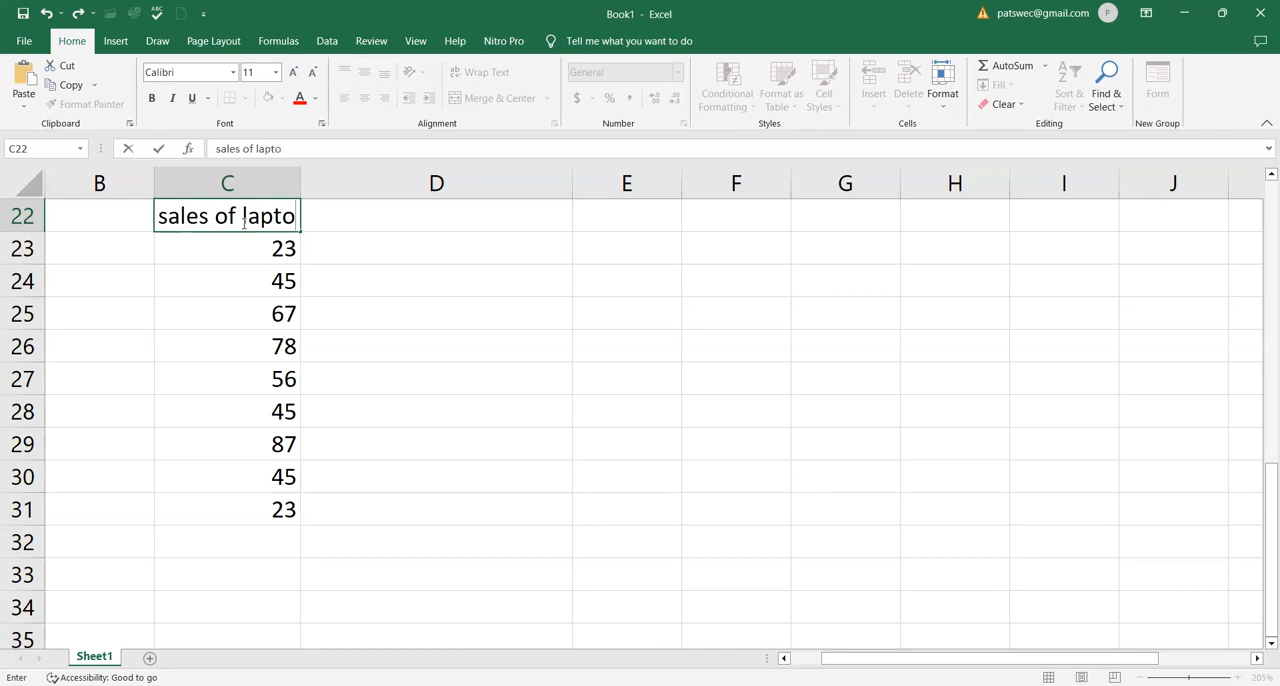 ABC
Book1 - Excel
patswec@gmail.com
P
File Home Insert Draw Page Layout Formulas Data Review View Help Nitro Pro Tell me what you want to do
Paste
Cut
Copy
Format Painter
Clipboard
Calibri 11
A A
B I U A
Font
ab Wrap Text
Merge & Center
Alignment
General
$ % ,
Number
Conditional Formatting
Format as Table
Cell Styles
Styles
Insert
Delete
Format
Cells
AutoSum
Fill
Clear
Sort & Filter
Find & Select
Editing
Form
New Group
C22 fx sales of lapto
B C D E F G H I J
22 sales of lapto
23 23
24 45
25 67
26 78
27 56
28 45
29 87
30 45
31 23
32
33
34
35
Sheet1
Enter Accessibility: Good to go 205%